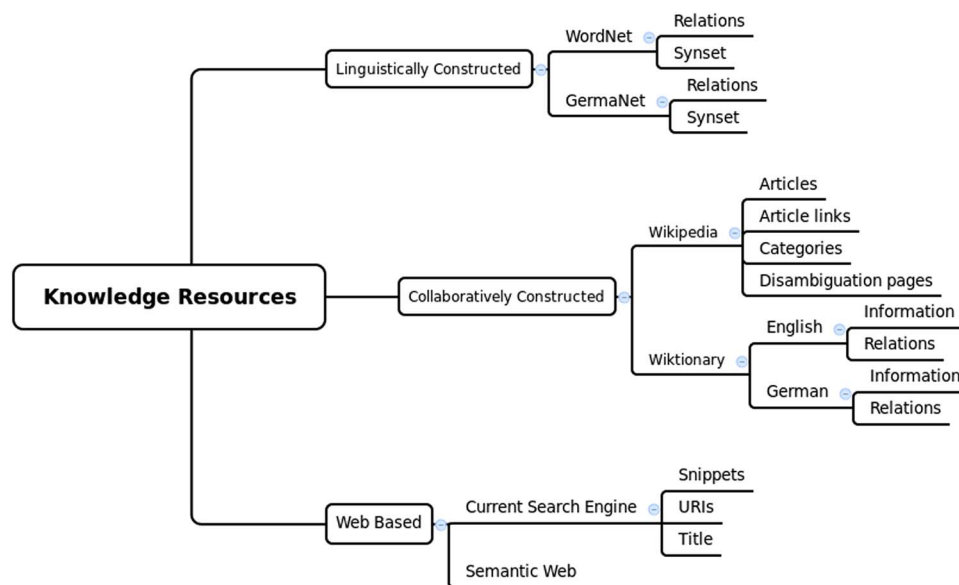 Knowledge Resources
Linguistically Constructed
WordNet
Relations
Synset
GermaNet
Relations
Synset
Collaboratively Constructed
Wikipedia
Articles
Article links
Categories
Disambiguation pages
Wiktionary
English
Information
Relations
German
Information
Relations
Web Based
Current Search Engine
Snippets
URIs
Title
Semantic Web